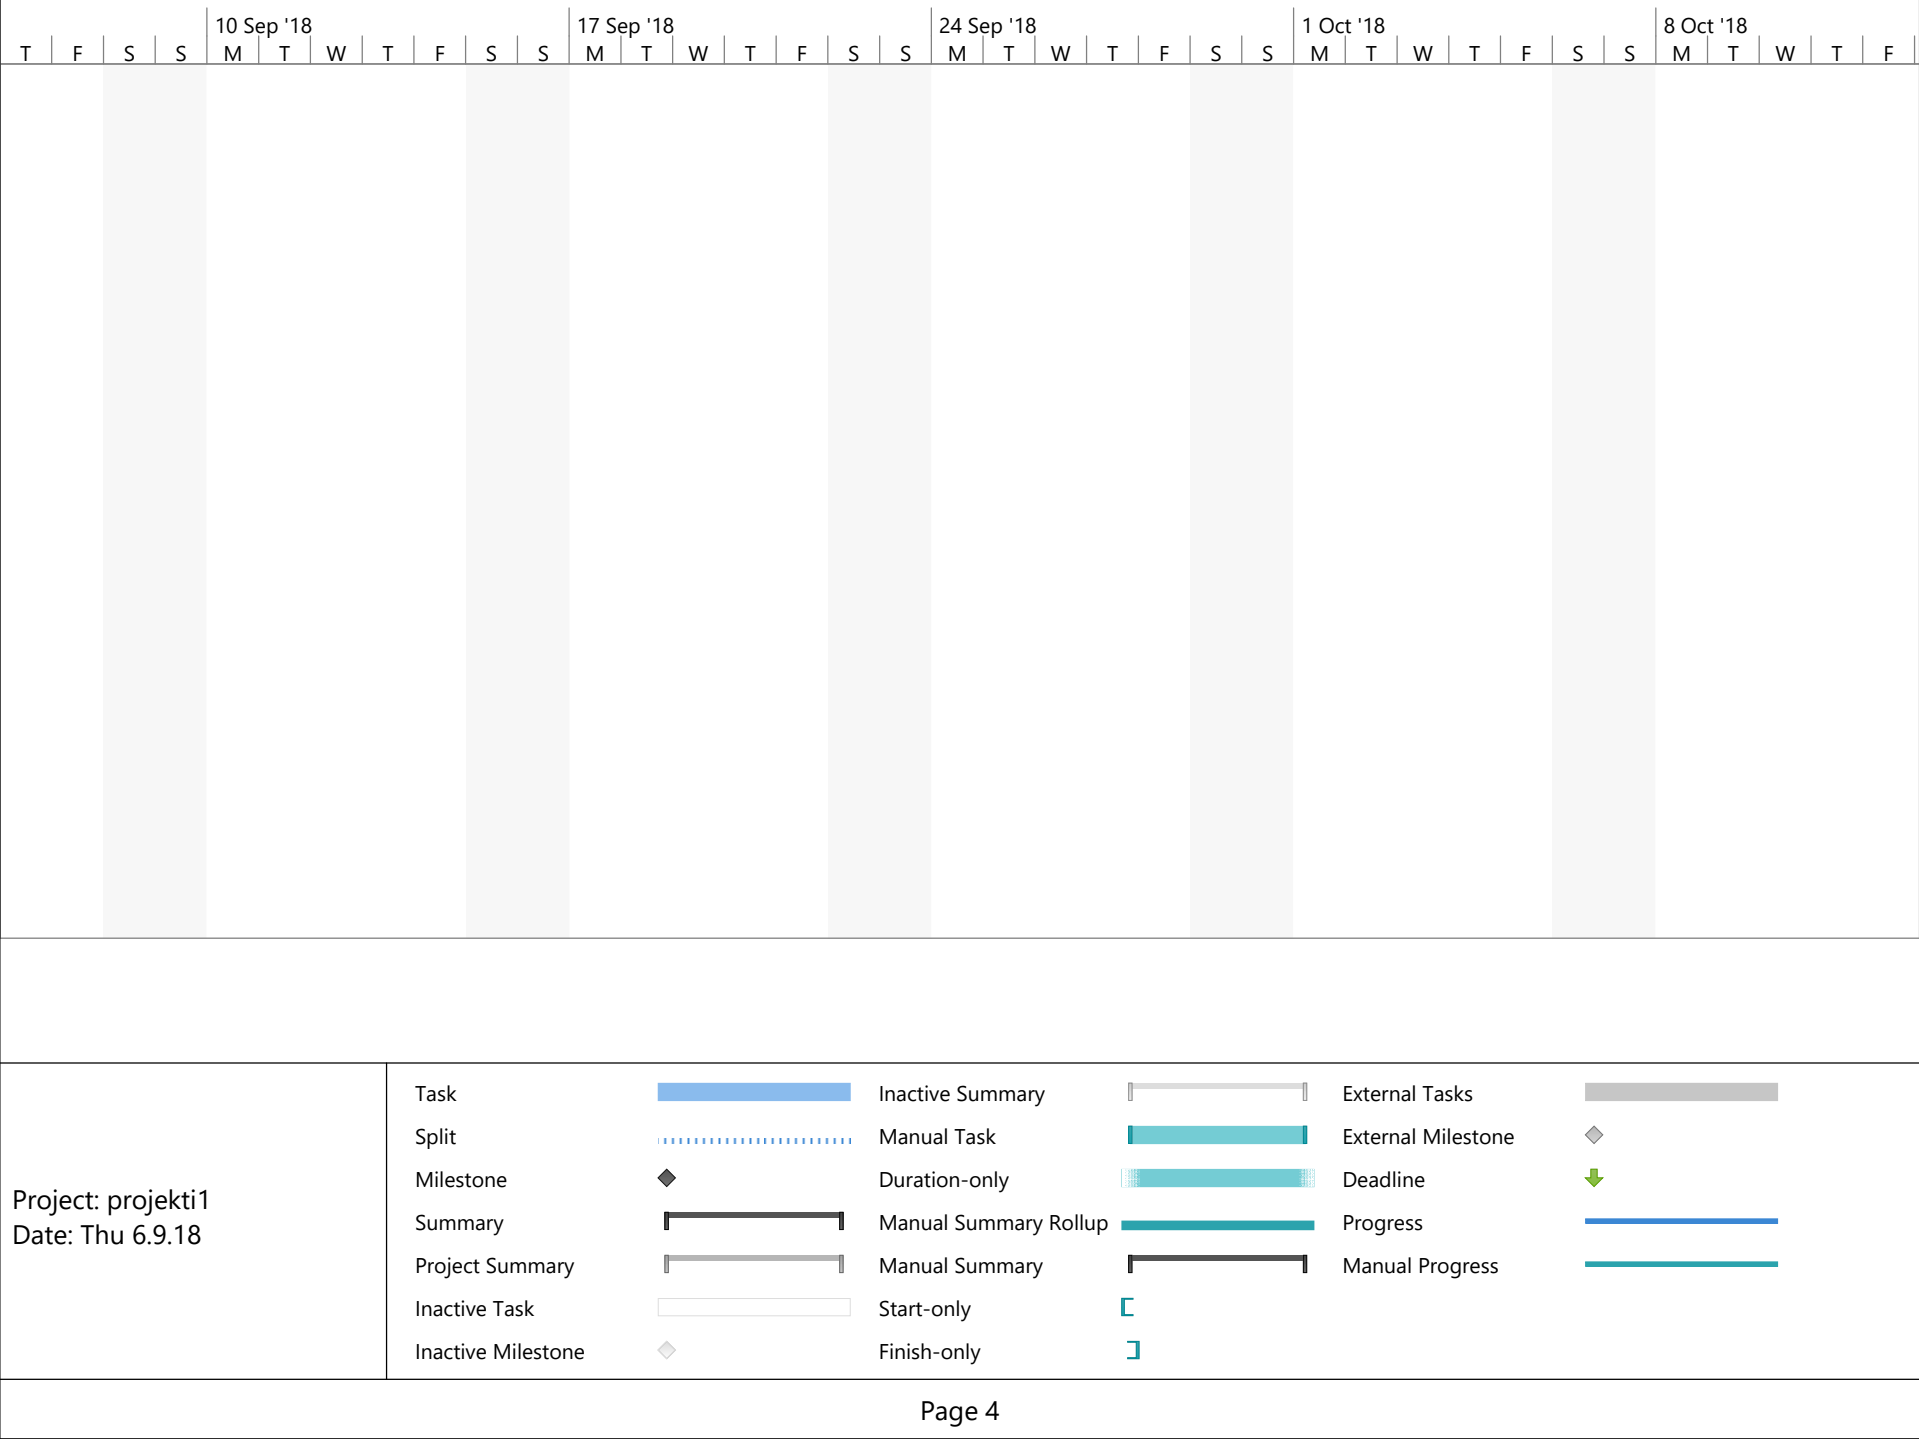 10 Sep '18 17 Sep '18 24 Sep '18 1 Oct '18 8 Oct '18
T F S S M T W T F S S M T W T F S S M T W T F S S M T W T F S S M T W T F
Task Inactive Summary External Tasks
Split Manual Task External Milestone
Milestone Duration-only Deadline
Project: projekti1
Date: Thu 6.9.18
Summary Manual Summary Rollup Progress
Project Summary Manual Summary Manual Progress
Inactive Task Start-only
Inactive Milestone Finish-only
Page 4